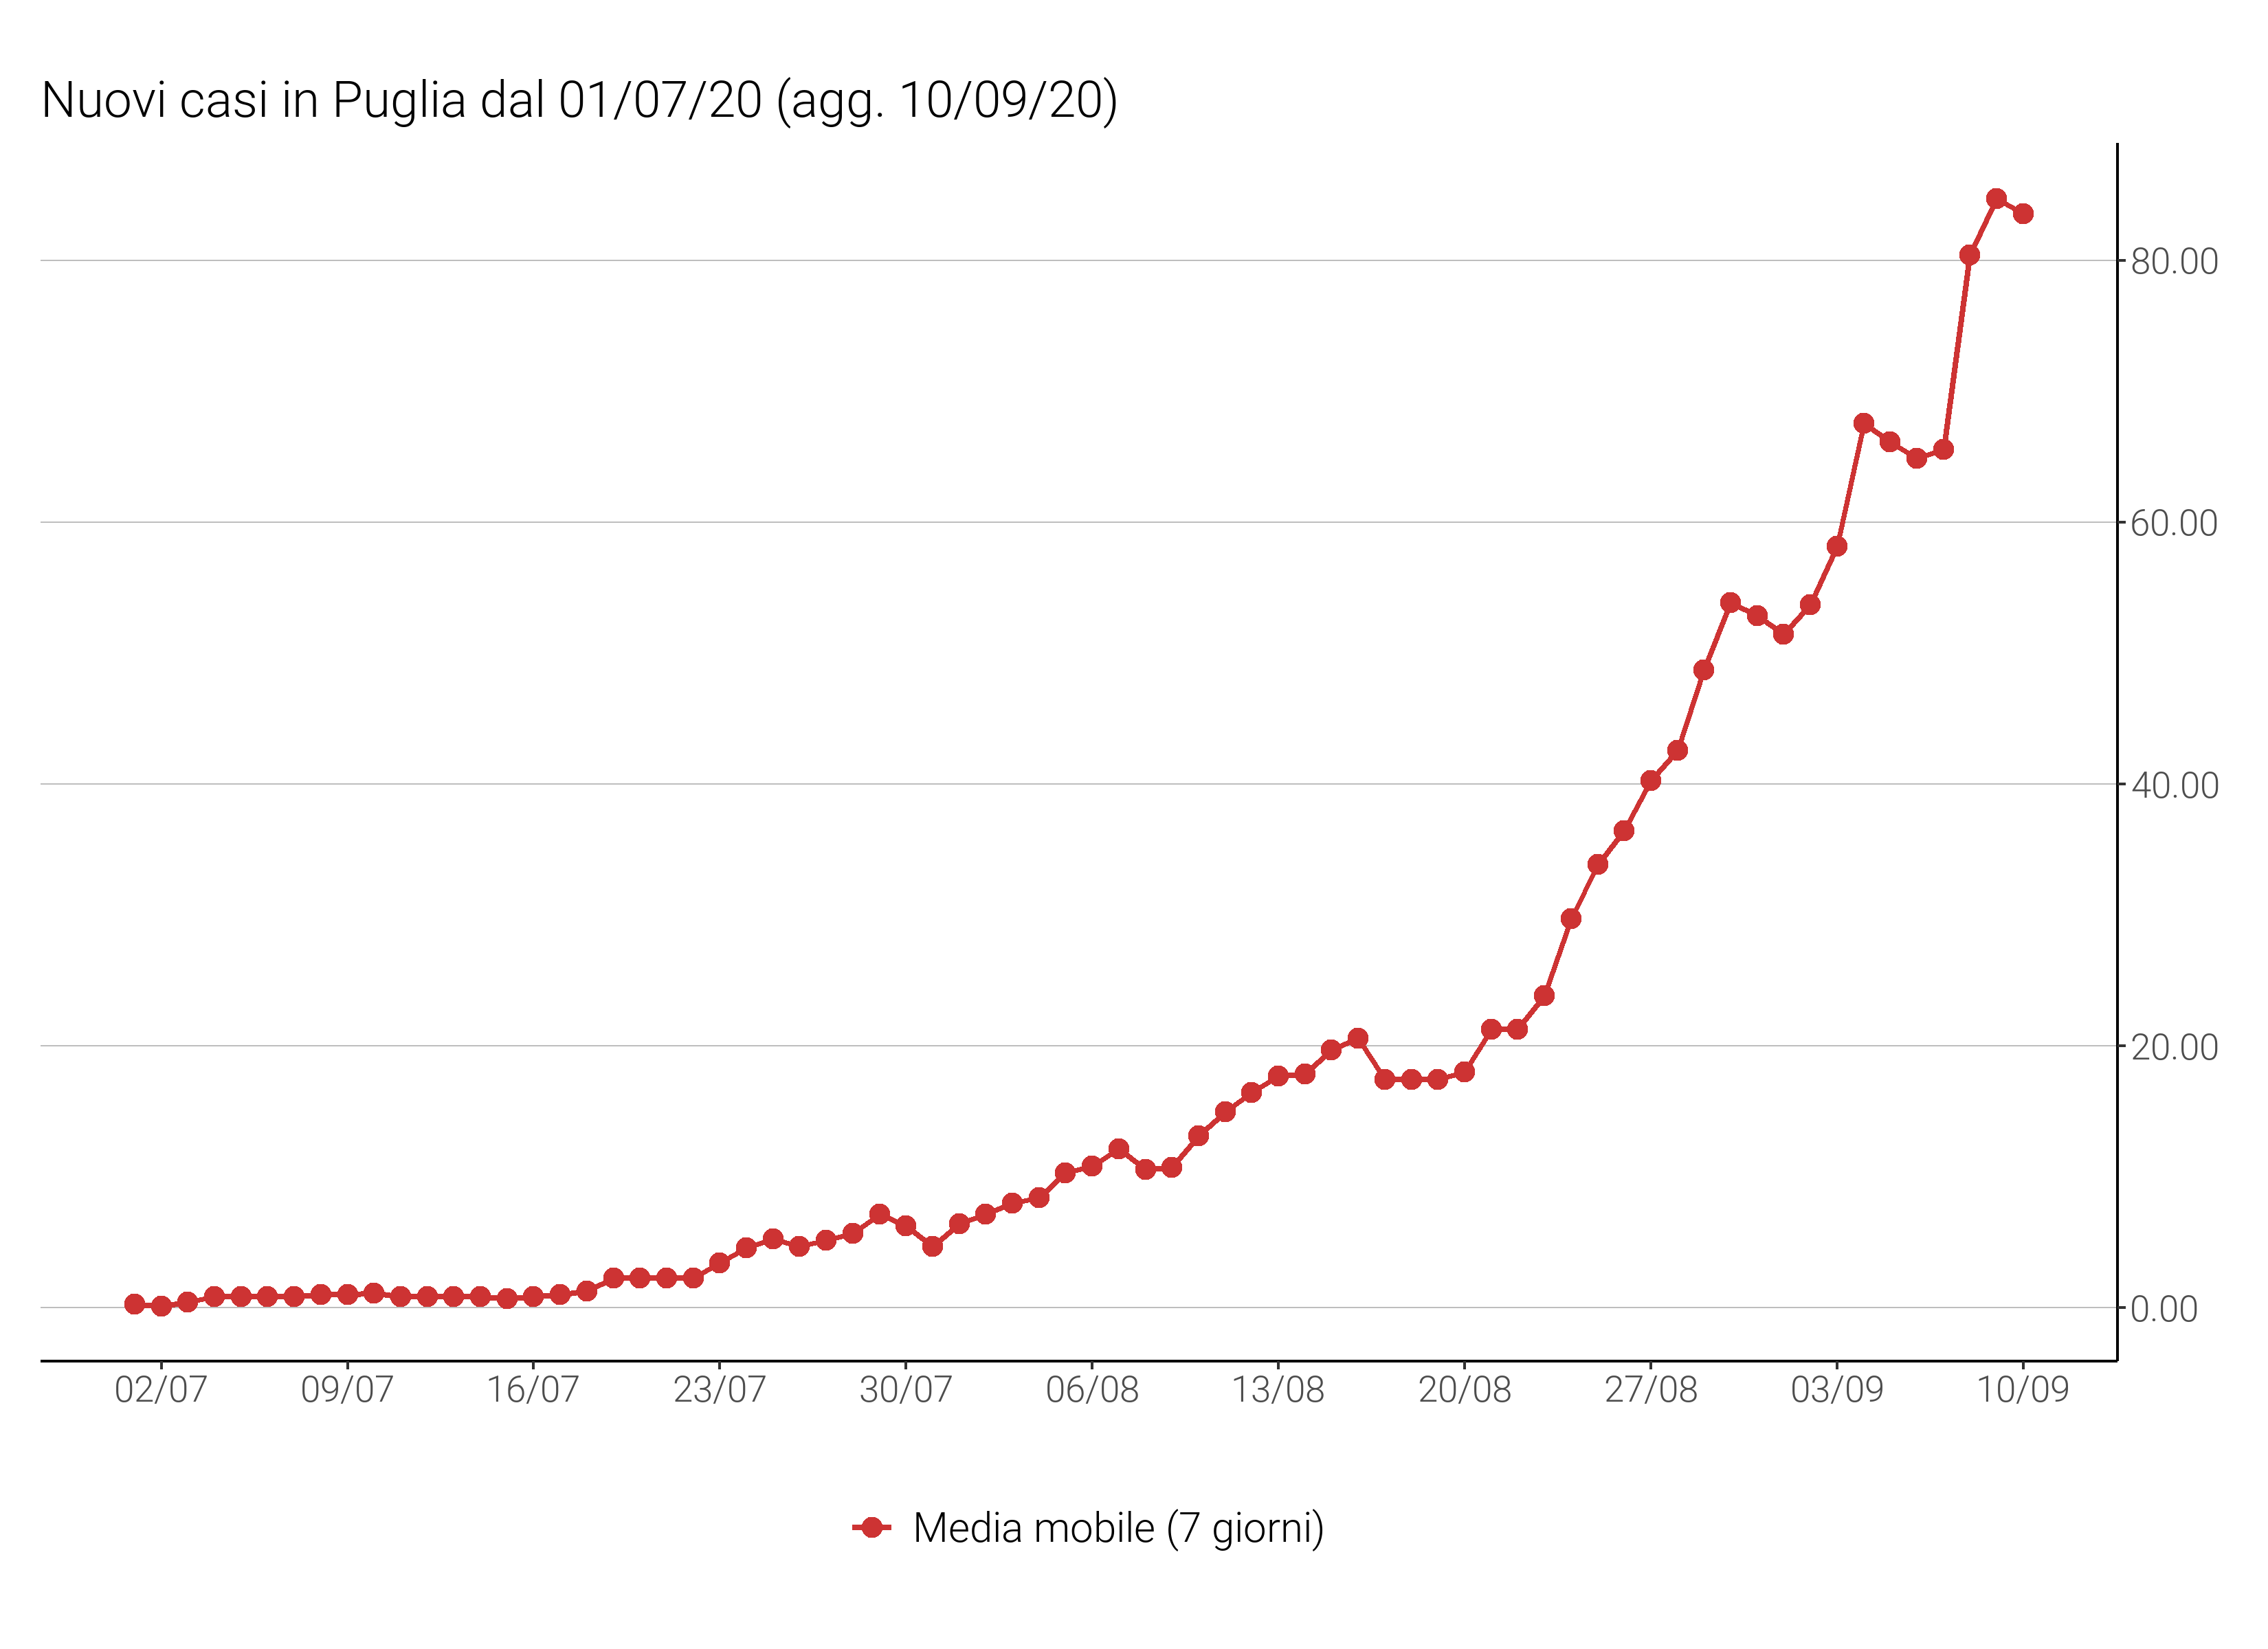 Nuovi casi in Puglia dal 01/07/20 (agg. 10/09/20)
80.00
60.00
40.00
20.00
0.00
02/07 09/07 16/07 23/07 30/07 06/08 13/08 20/08 27/08 03/09 10/09
Media mobile (7 giorni)